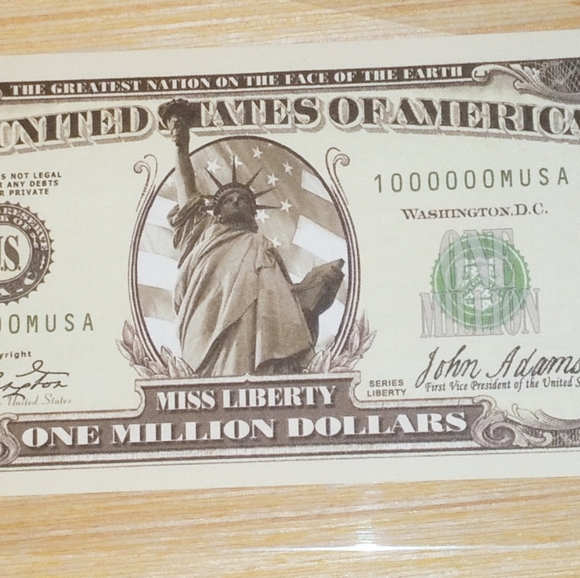 THE GREATEST NATION ON THE FACE OF THE EARTH
UNITED STATES OF AMERICA
S NOT LEGAL
R ANY DEBTS
R PRIVATE
1000000MUSA
WASHINGTON, D.C.
ONE
MILLION
.S.
00MUSA
yright
United States
John Adams
First Vice President of the United S
SERIES
LIBERTY
MISS LIBERTY
ONE MILLION DOLLARS